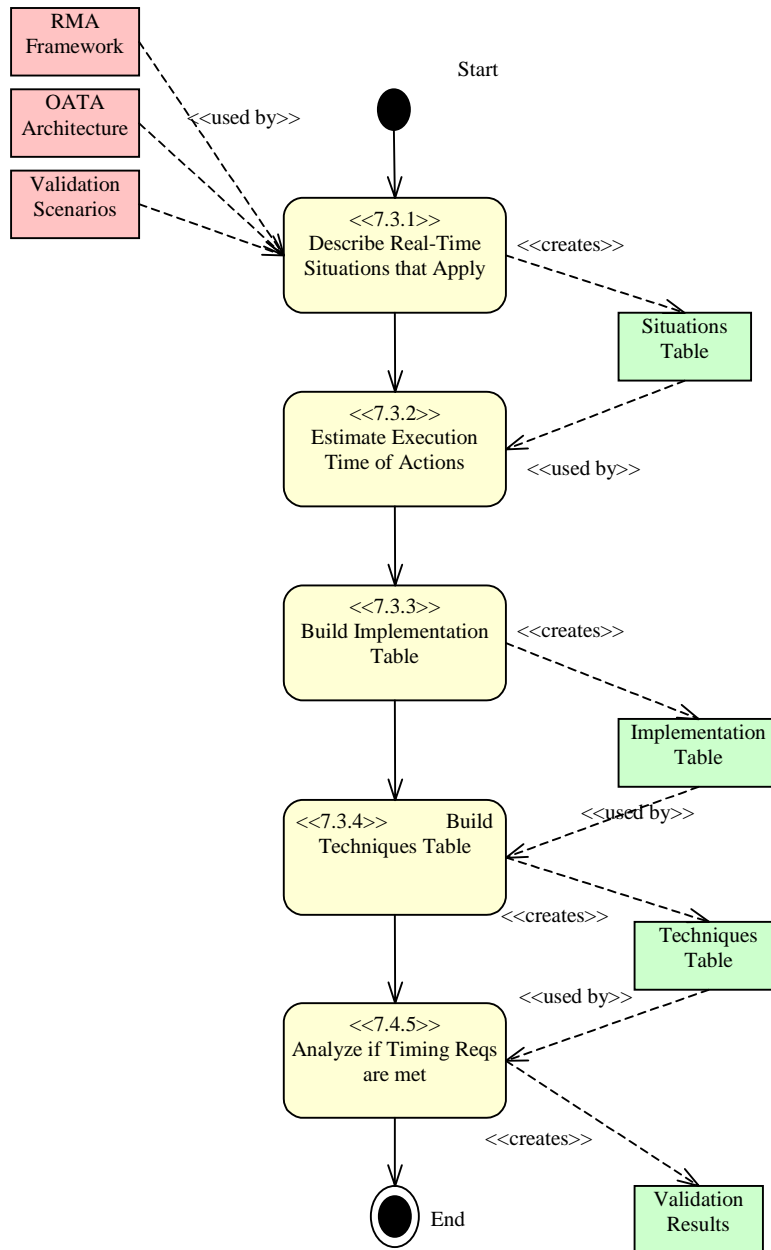 RMA
Framework
Start
OATA
Architecture
<<used by>>
Validation
Scenarios
<<7.3.1>>
Describe Real-Time
Situations that Apply
<<creates>>
Situations
Table
<<7.3.2>>
Estimate Execution
Time of Actions
<<used by>>
<<7.3.3>>
Build Implementation
Table
<<creates>>
Implementation
Table
<<used by>>
<<7.3.4>> Build
Techniques Table
<<creates>>
Techniques
Table
<<used by>>
<<7.4.5>>
Analyze if Timing Reqs
are met
<<creates>>
Validation
Results
End